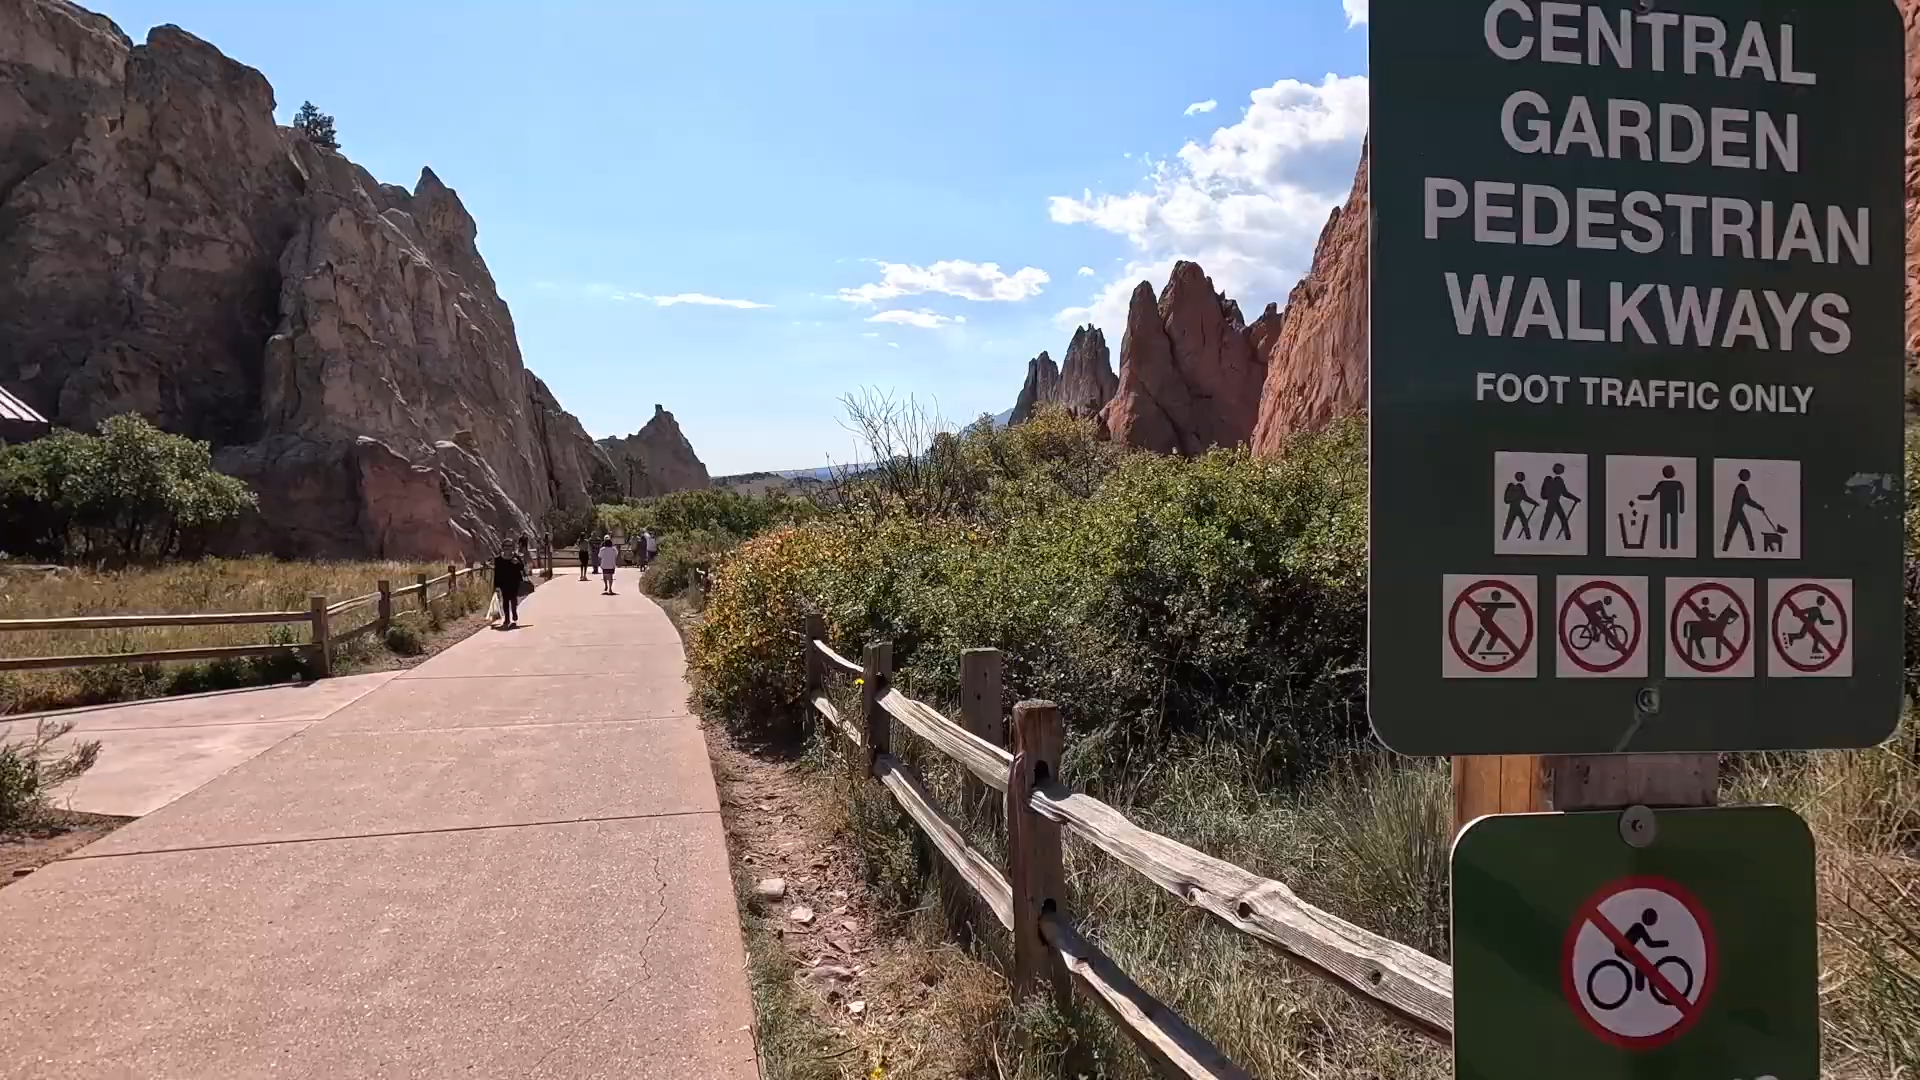 CENTRAL
GARDEN
PEDESTRIAN
WALKWAYS
FOOT TRAFFIC ONLY